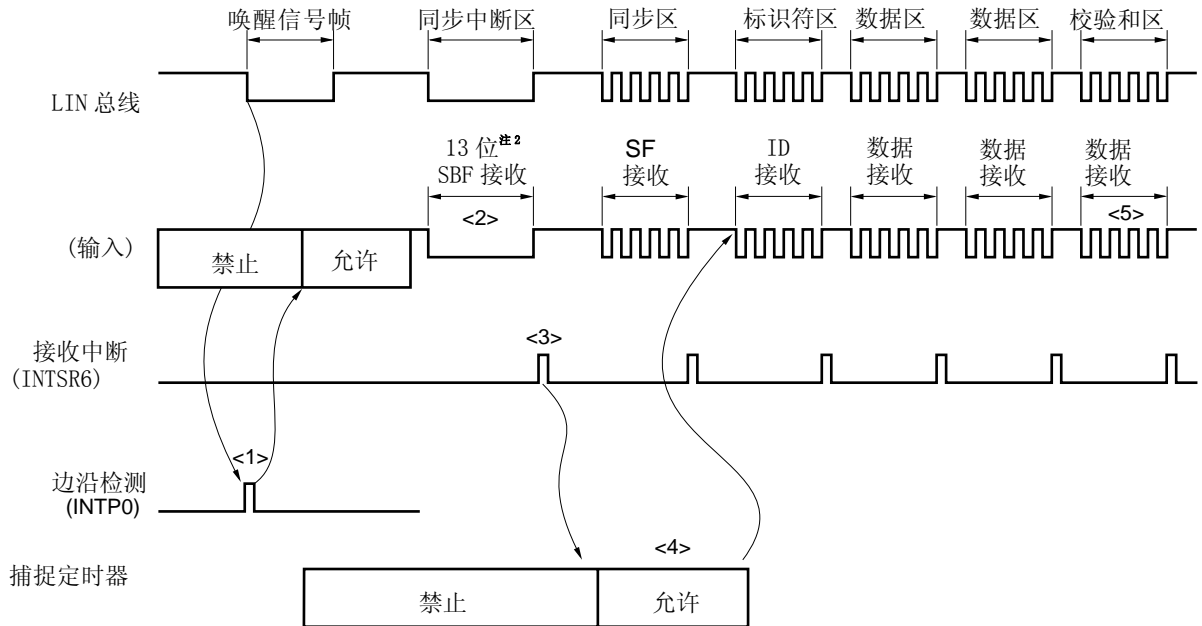 唤醒信号帧 同步中断区 同步区 标识符区 数据区 数据区 校验和区
LIN 总线
13 位注2 SF ID 数据 数据 数据
SBF 接收 接收 接收 接收 接收 接收
<2> <5>
(输入)
禁止 允许
<3>
接收中断
(INTSR6)
<1>
边沿检测
(INTP0)
<4>
捕捉定时器
禁止 允许